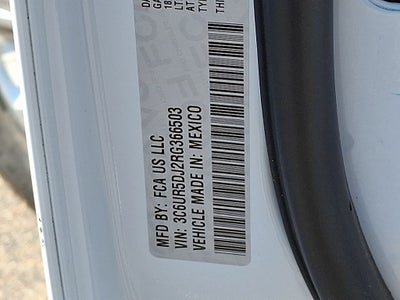 MFD BY: FCA US LLC
VIN: 3C6UR5DJ2RG366503
VEHICLE MADE IN: MEXICO